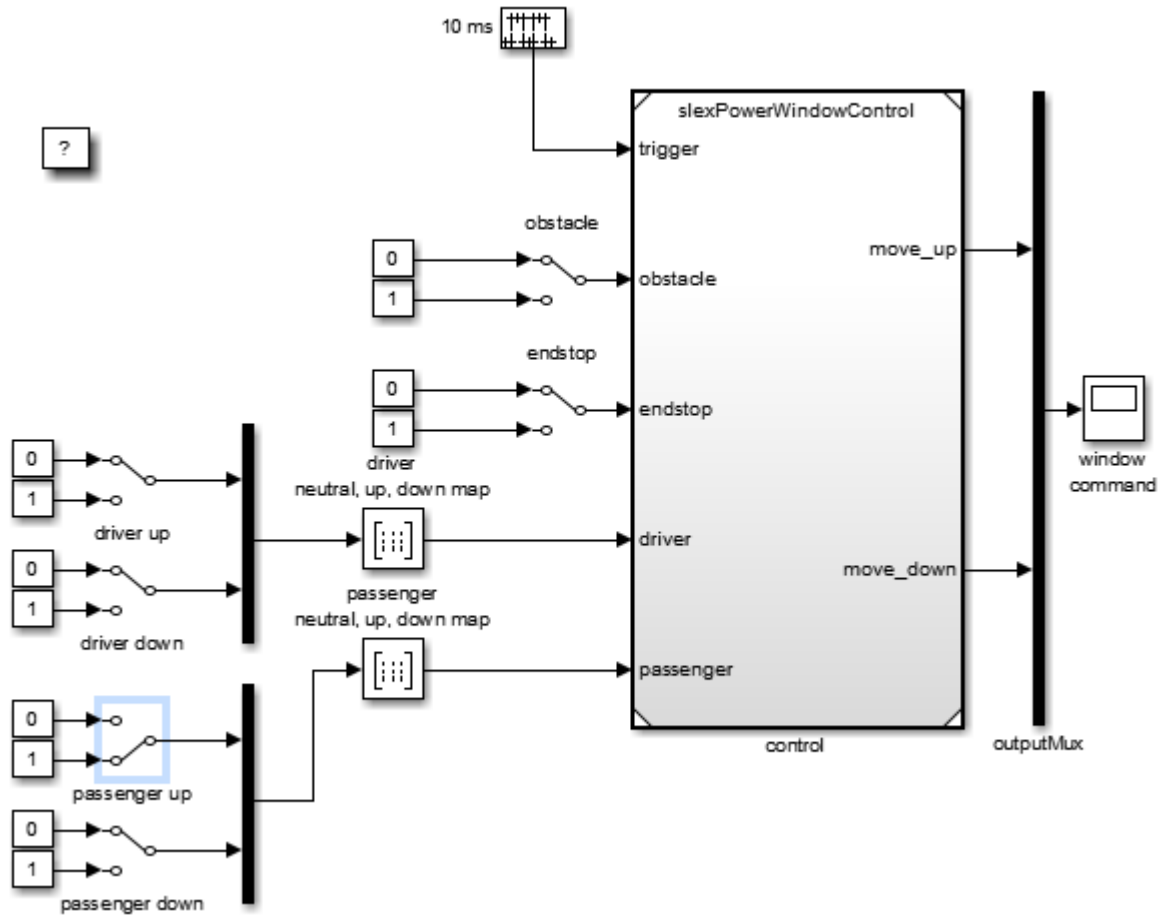 10 ms
slexPowerWindowControl
?
trigger
obstacle
0
1
obstacle
move_up
endstop
0
1
endstop
window
command
0
1
driver up
driver
neutral, up, down map
driver
0
1
driver down
passenger
neutral, up, down map
move_down
passenger
0
1
passenger up
control
outputMux
0
1
passenger down